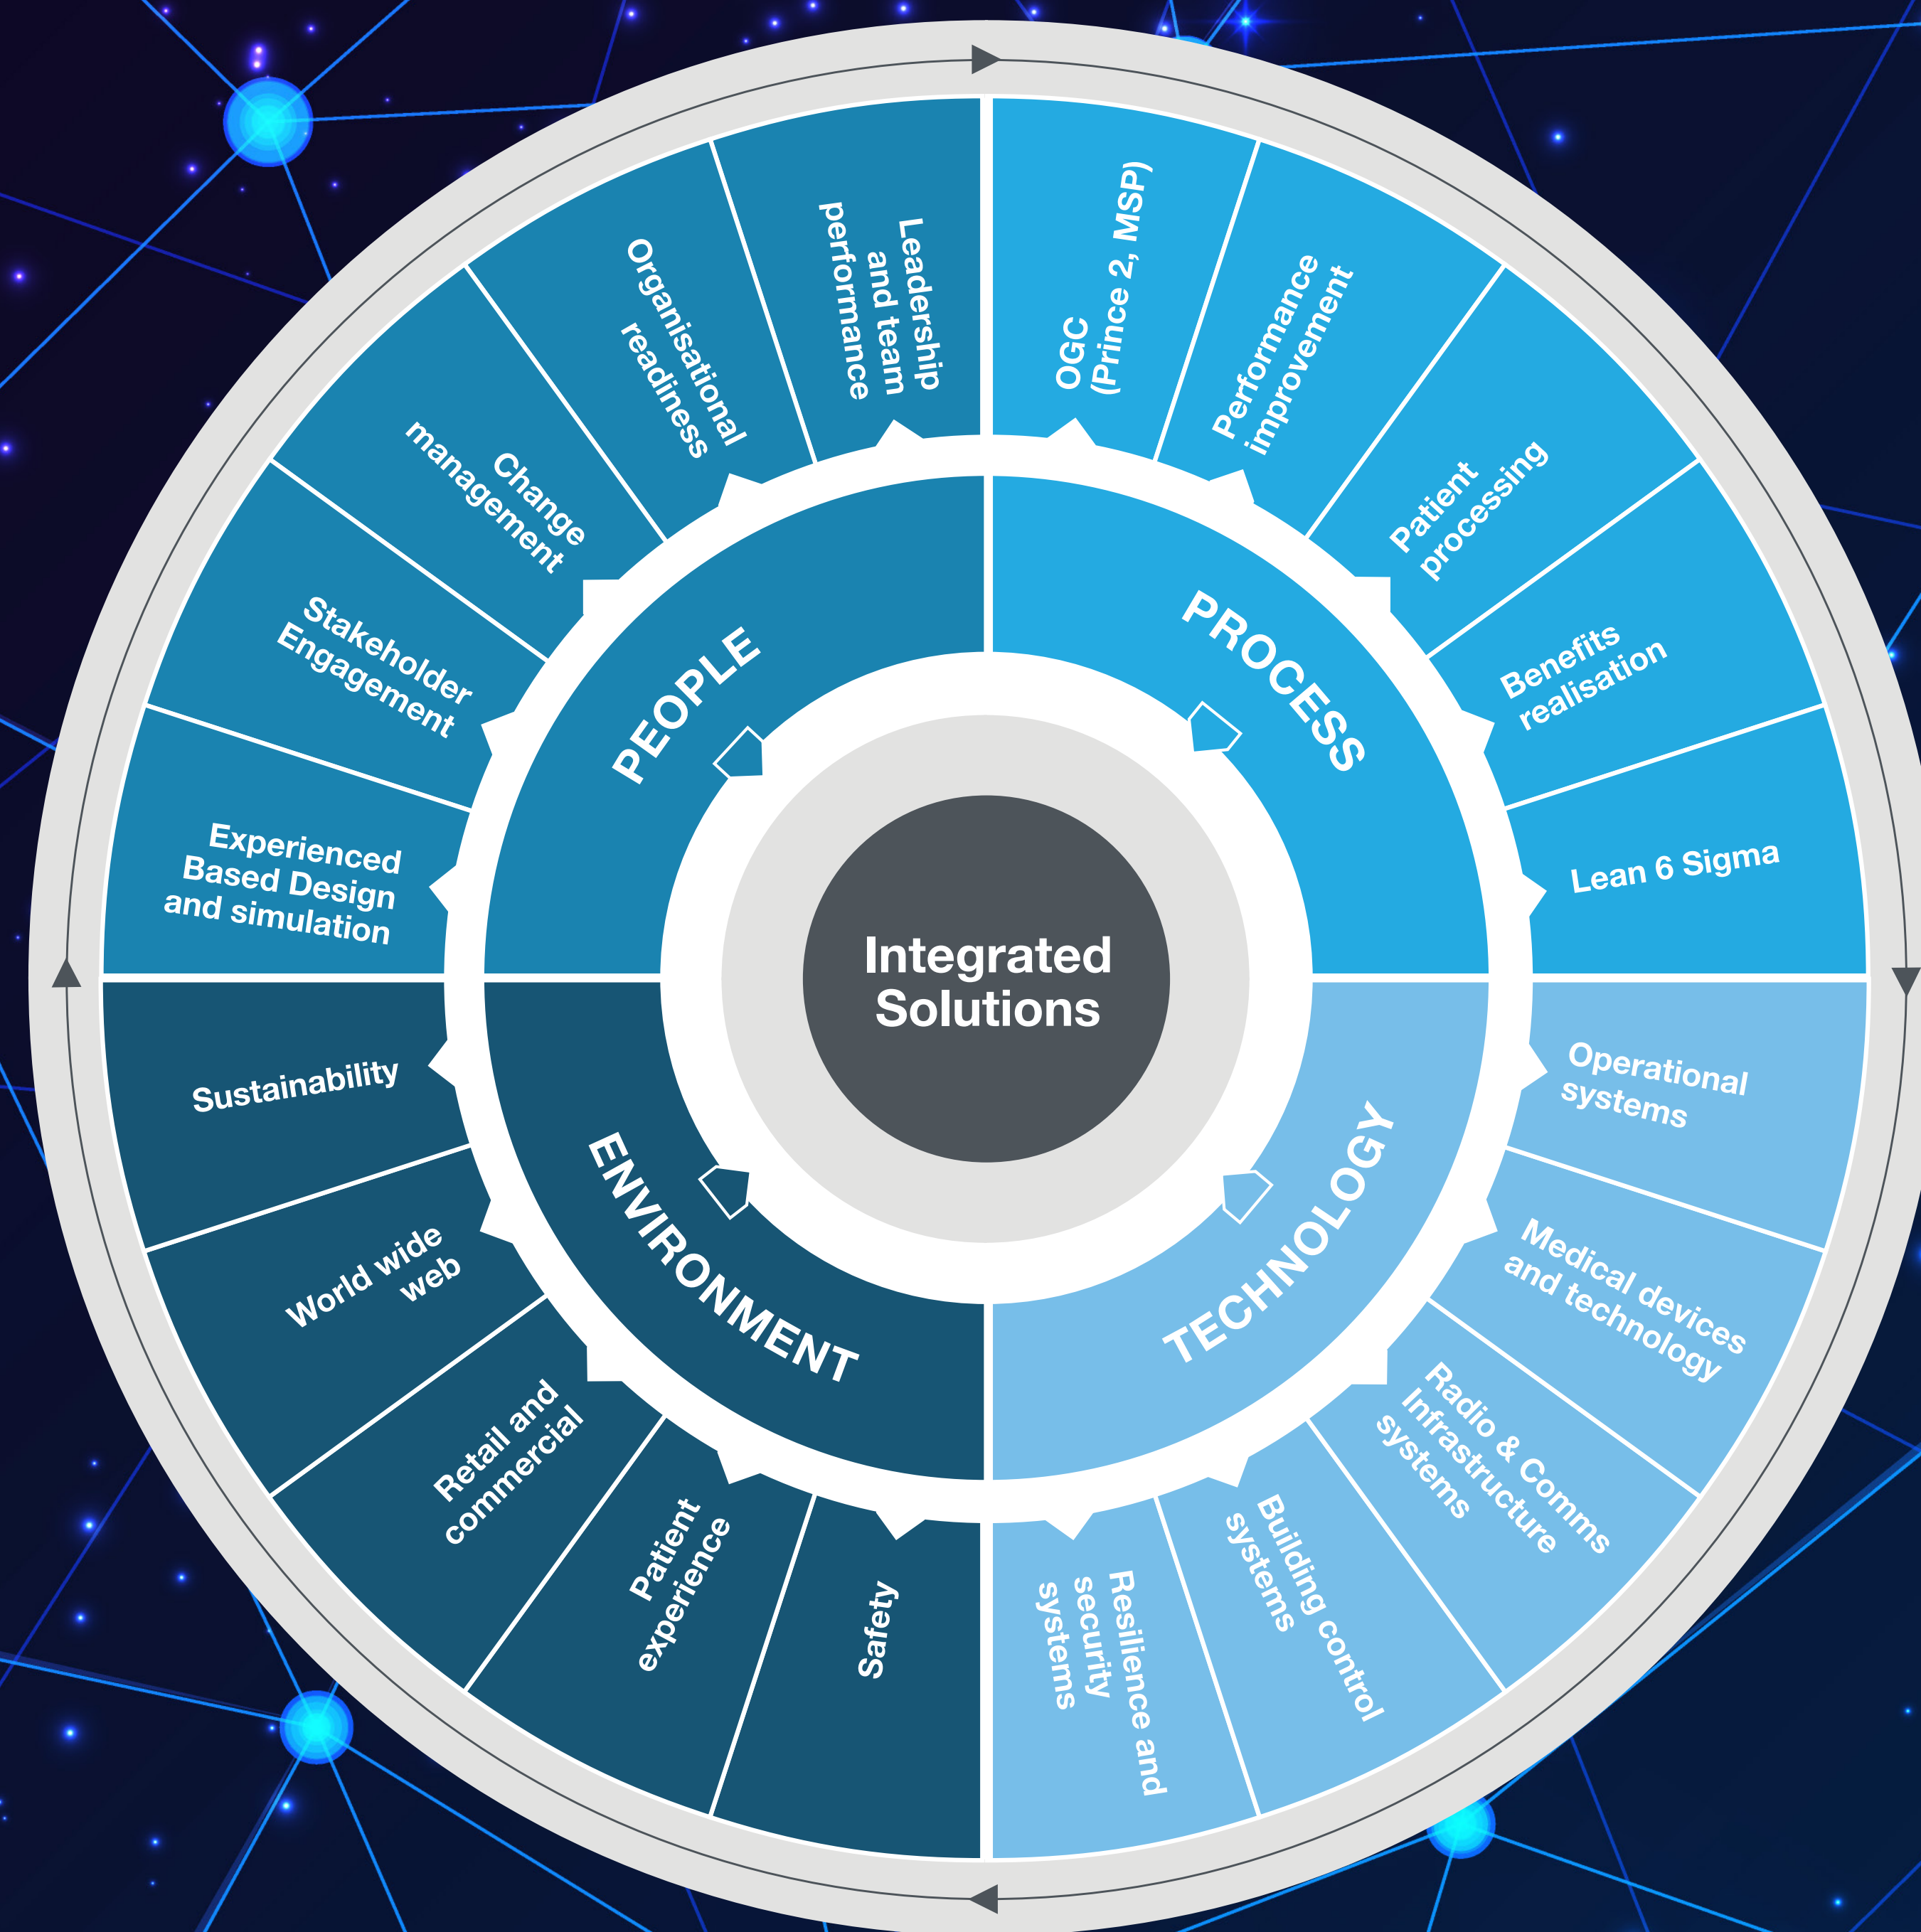 Integrated
Solutions
PEOPLE
PROCESS
TECHNOLOGY
ENVIRONMENT
OGC
(Prince 2, MSP)
Performance
improvement
Patient
processing
Benefits
realisation
Lean 6 Sigma
Operational
systems
Medical devices
and technology
Radio & Comms
Infrastructure
systems
Building control
systems
Resilience and
security
systems
Safety
Patient
experience
Retail and
commercial
World wide
web
Sustainability
Experienced
Based Design
and simulation
Stakeholder
Engagement
Change
management
Organisational
readiness
Leadership
and team
performance